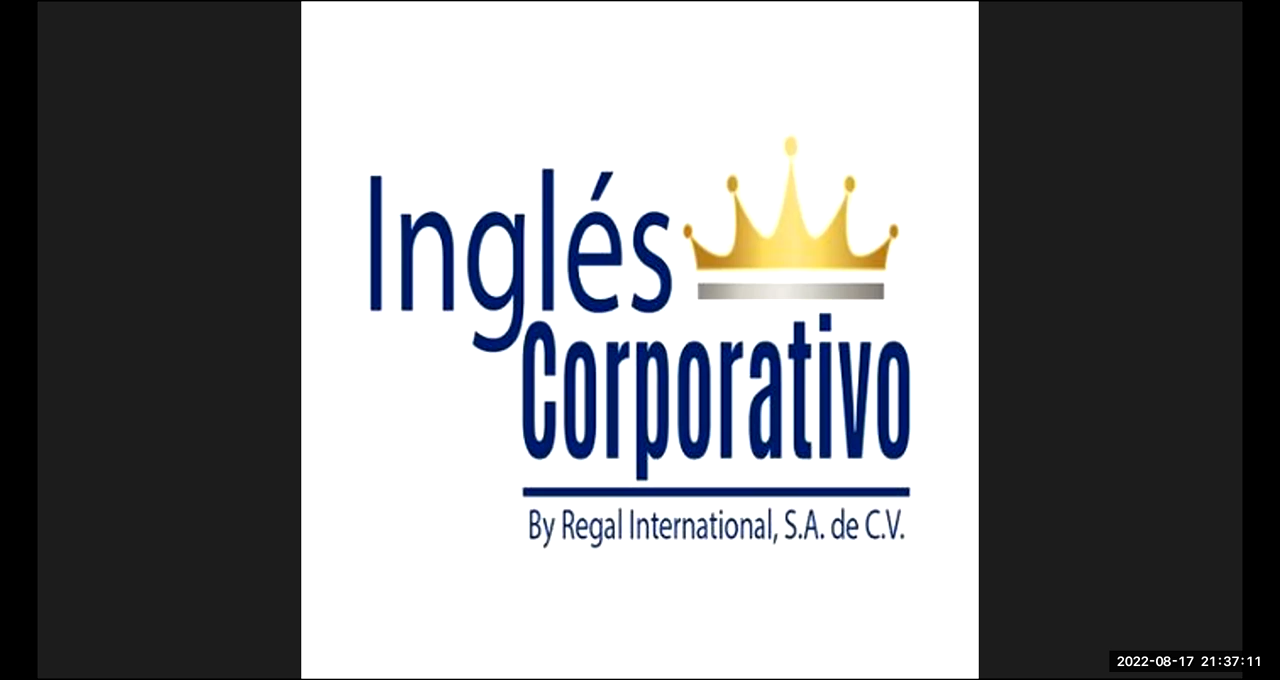 Inglés
Corporativo
By Regal International, S.A. de C.V.
2022-08-17 21:37:11